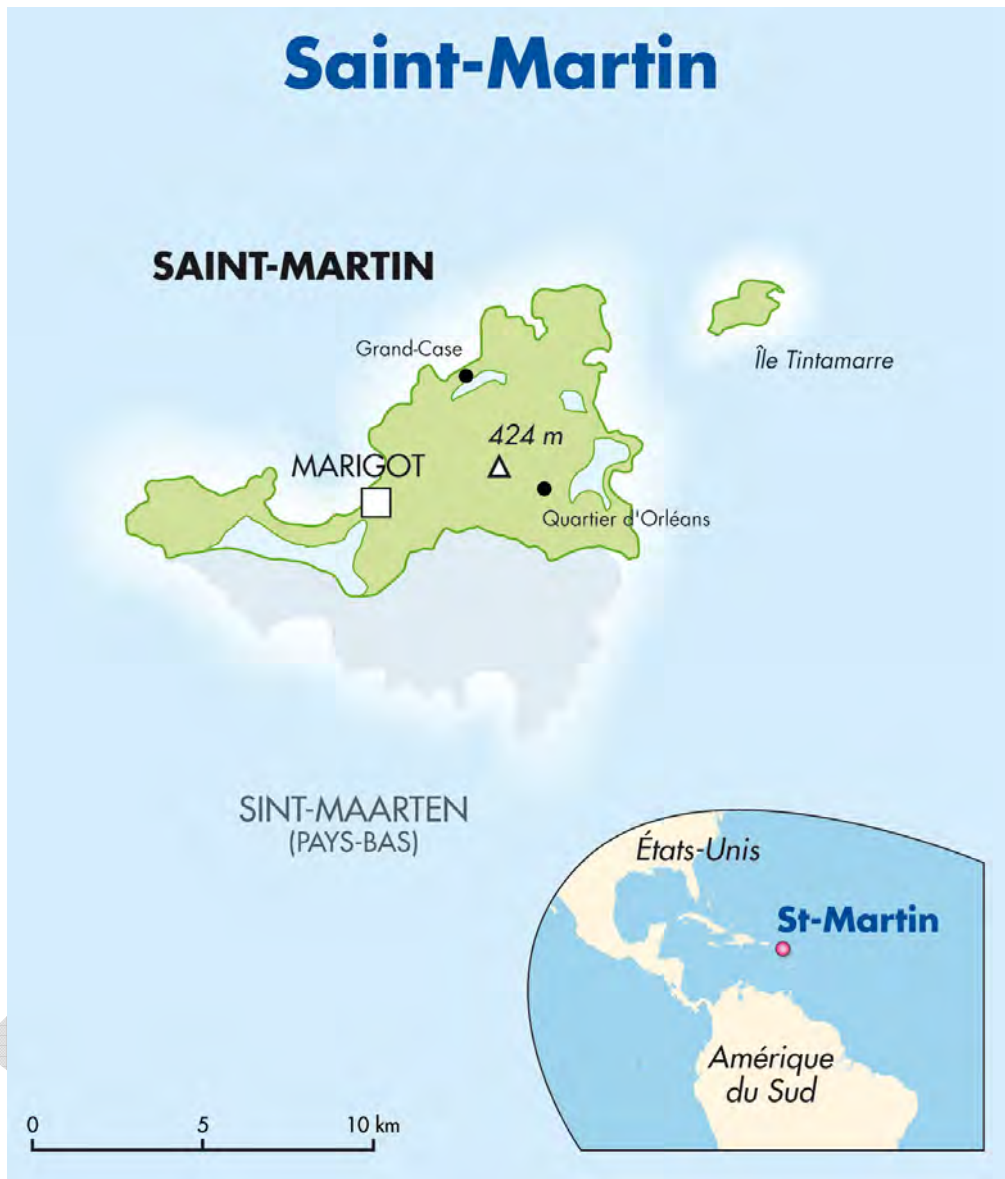 Saint-Martin
SAINT-MARTIN
Grand-Case
Île Tintamarre
424 m
MARIGOT
Quartier d'Orléans
SINT-MAARTEN
(PAYS-BAS)
États-Unis
St-Martin
Amérique
du Sud
0 5 10 km